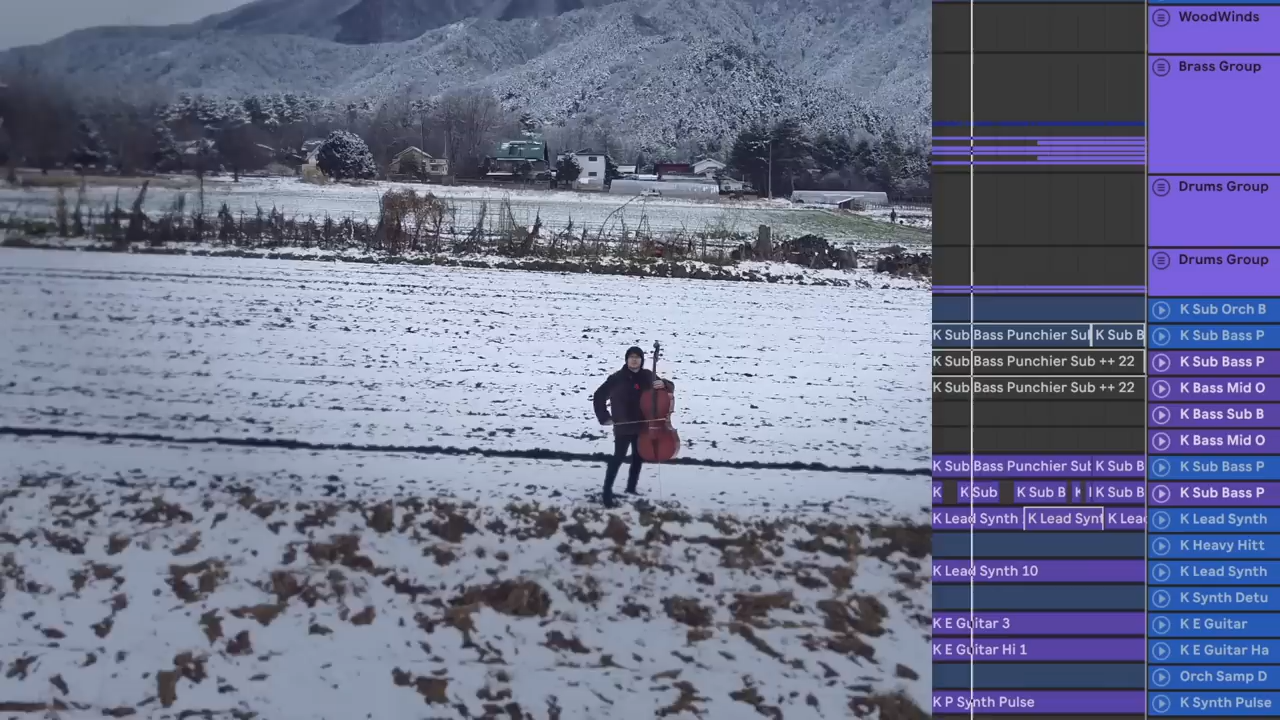 WoodWinds
Brass Group
Drums Group
Drums Group
K Sub Orch B
K Sub Bass Punchier Sul K Sub B K Sub Bass P
K Sub Bass Punchier Sub ++ 22 K Sub Bass P
K Sub Bass Punchier Sub ++ 22 K Bass Mid O
K Bass Sub B
K Bass Mid O
K Sub Bass Punchier Sub K Sub B K Sub Bass P
K K Sub K Sub B K K Sub B K Sub Bass P
K Lead Synth K Lead Synt K Lea K Lead Synth
K Heavy Hitt
K Lead Synth 10 K Lead Synth
K Synth Detu
K E Guitar 3 K E Guitar
K E Guitar Hi 1 K E Guitar Ha
Orch Samp D
K P Synth Pulse K Synth Pulse